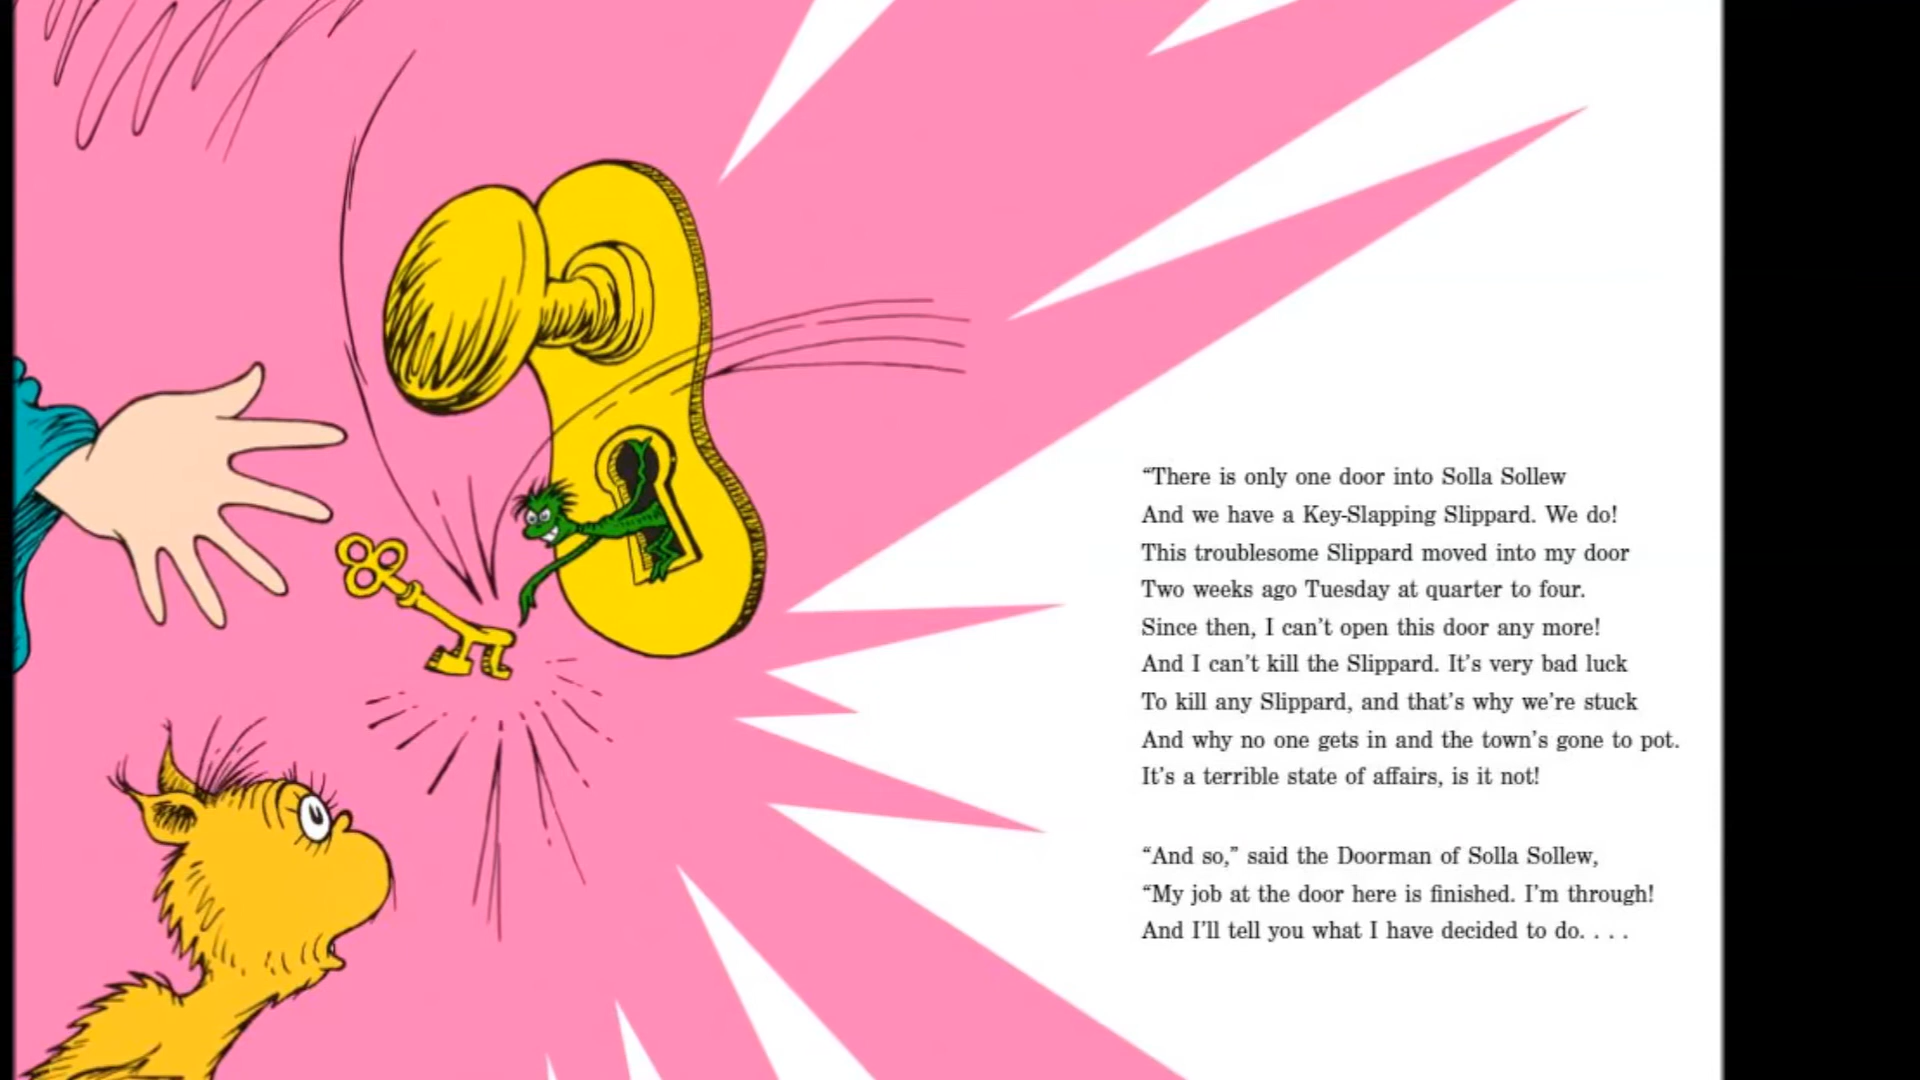 “There is only one door into Solla Sollew
And we have a Key-Slapping Slippard. We do!
This troublesome Slippard moved into my door
Two weeks ago Tuesday at quarter to four.
Since then, I can’t open this door any more!
And I can’t kill the Slippard. It’s very bad luck
To kill any Slippard, and that’s why we’re stuck
And why no one gets in and the town’s gone to pot.
It’s a terrible state of affairs, is it not!
“And so,” said the Doorman of Solla Sollew,
“My job at the door here is finished. I’m through!
And I’ll tell you what I have decided to do. . . .